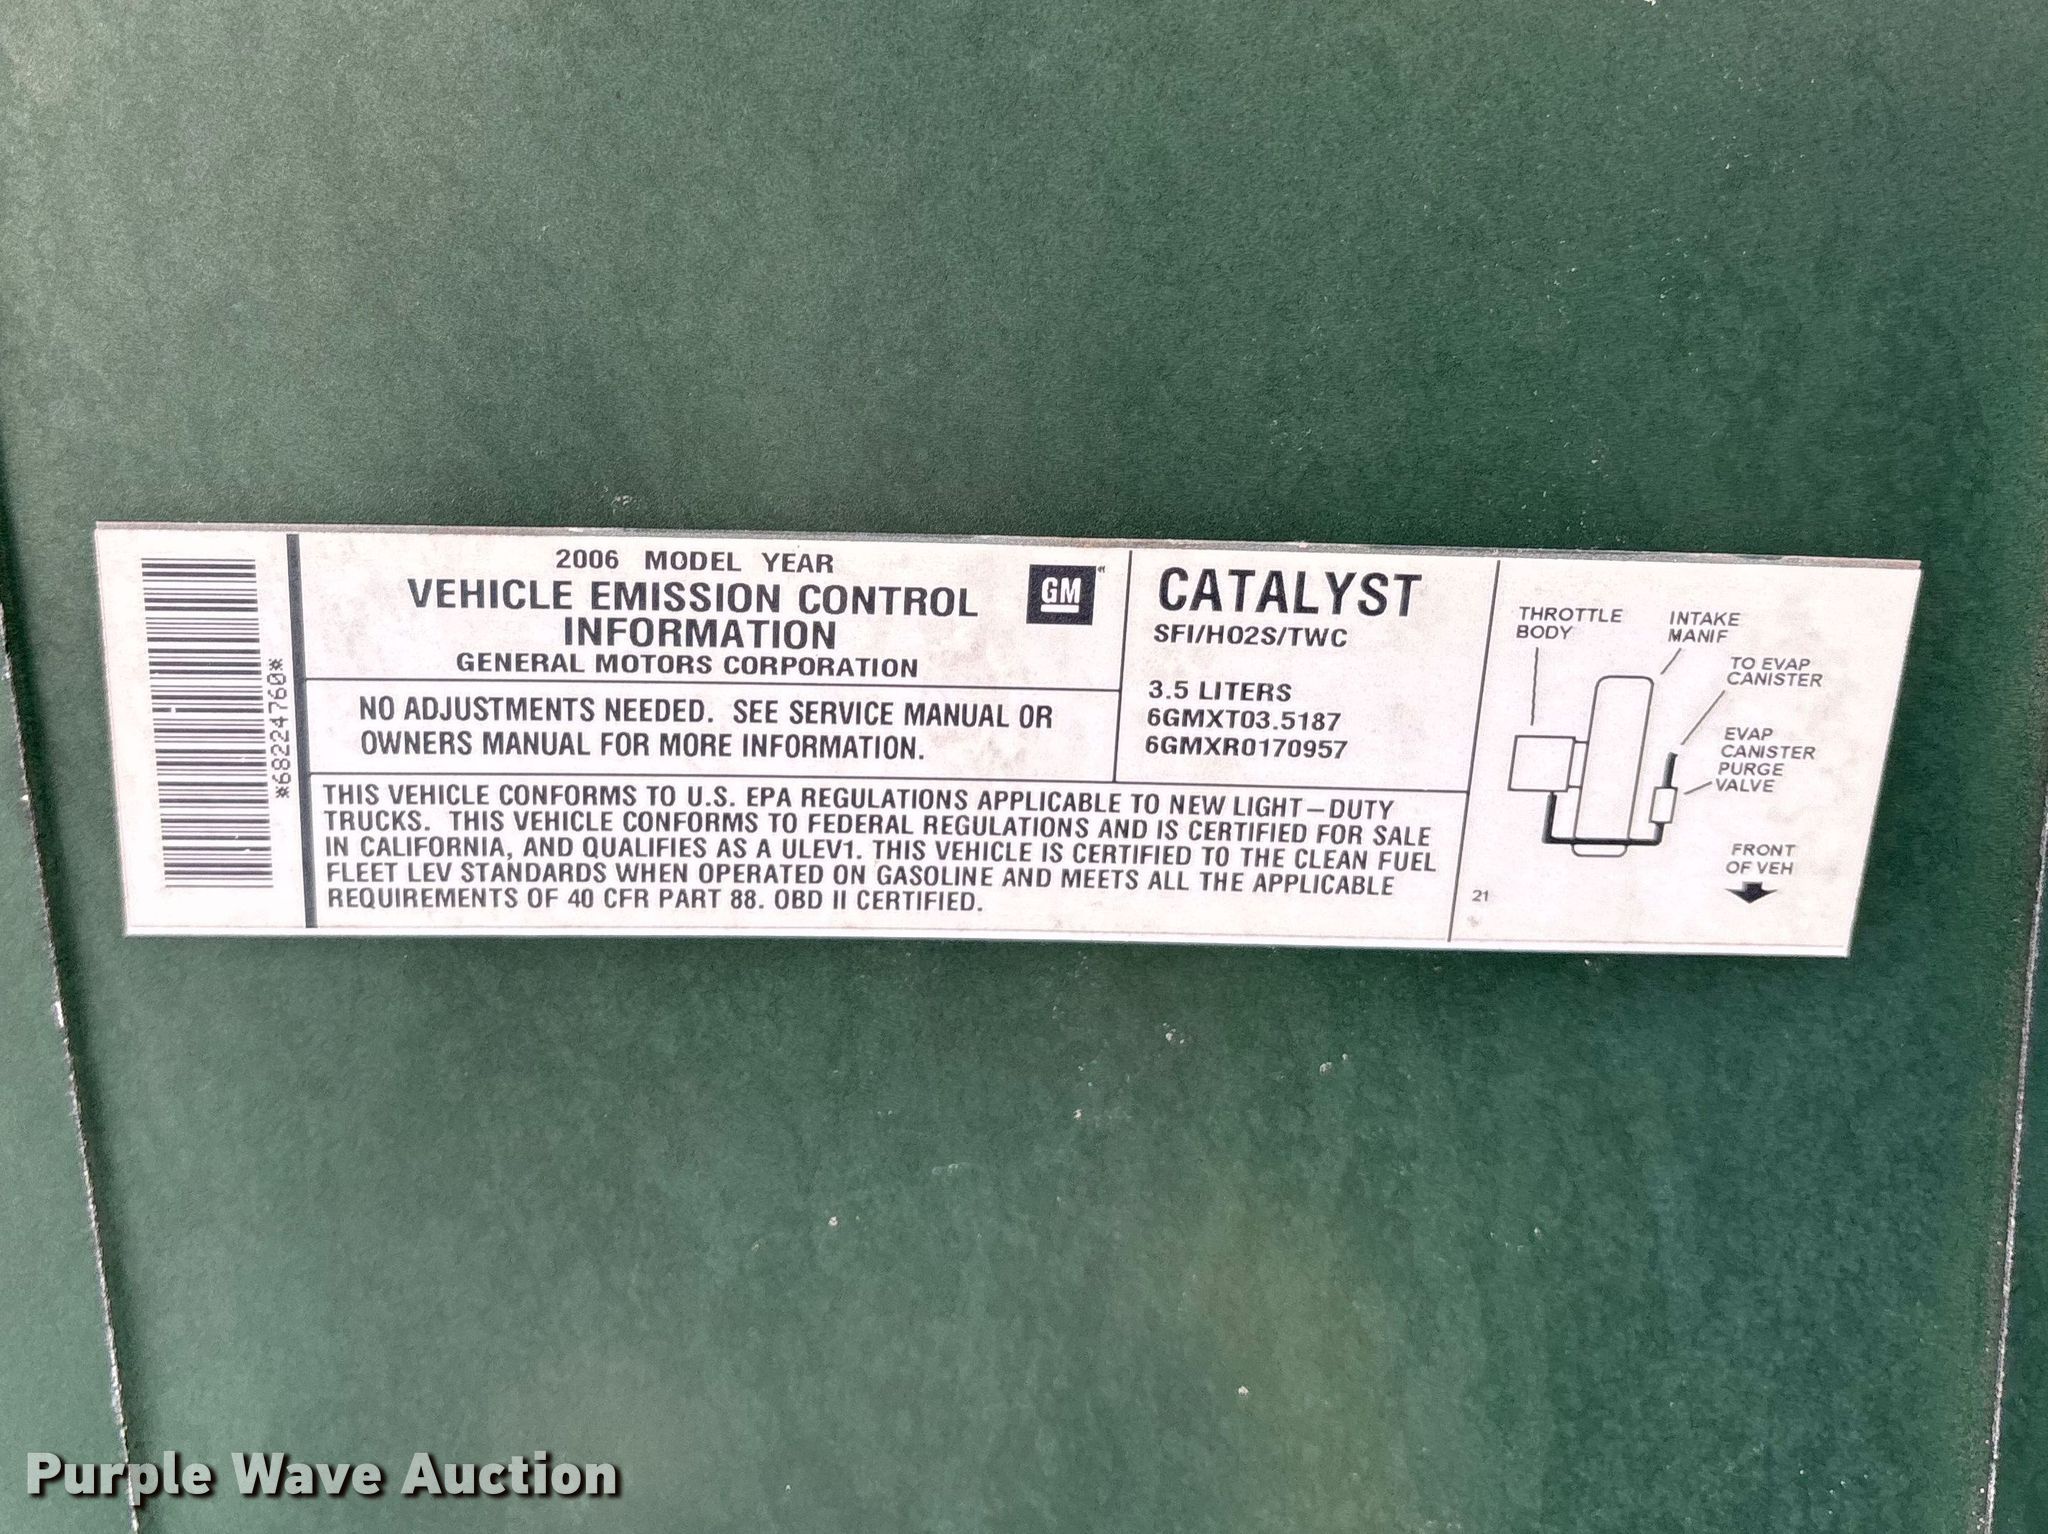 *68224760*
2006 MODEL YEAR
VEHICLE EMISSION CONTROL
INFORMATION
GENERAL MOTORS CORPORATION
GM
NO ADJUSTMENTS NEEDED. SEE SERVICE MANUAL OR
OWNERS MANUAL FOR MORE INFORMATION.
CATALYST
SFI/HO2S/TWC
3.5 LITERS
6GMXT03.5187
6GMXR0170957
THIS VEHICLE CONFORMS TO U.S. EPA REGULATIONS APPLICABLE TO NEW LIGHT-DUTY
TRUCKS. THIS VEHICLE CONFORMS TO FEDERAL REGULATIONS AND IS CERTIFIED FOR SALE
IN CALIFORNIA, AND QUALIFIES AS A ULEV1. THIS VEHICLE IS CERTIFIED TO THE CLEAN FUEL
FLEET LEV STANDARDS WHEN OPERATED ON GASOLINE AND MEETS ALL THE APPLICABLE
REQUIREMENTS OF 40 CFR PART 88. OBD II CERTIFIED.
THROTTLE
BODY
INTAKE
MANIF
TO EVAP
CANISTER
EVAP
CANISTER
PURGE
VALVE
FRONT
OF VEH
21
Purple Wave Auction